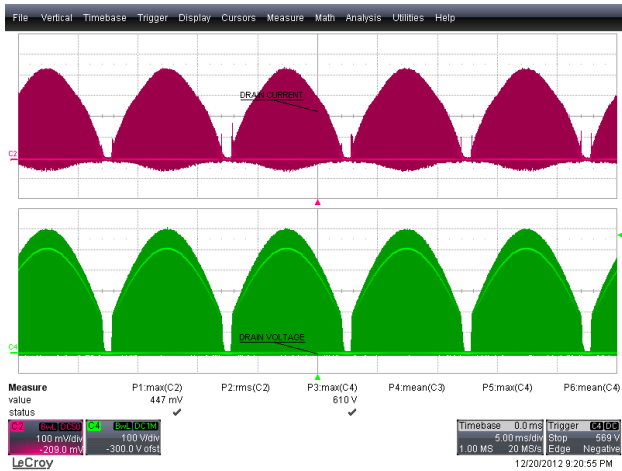 File Vertical Timebase Trigger Display Cursors Measure Math Analysis Utilities Help
DRAIN CURRENT
C2
DRAIN VOLTAGE
C4
Measure P1:max(C2) P2:rms(C2) P3:max(C4) P4:mean(C3) P5:max(C4) P6:mean(C4)
value 447 mV 610 V
status
C2 BwL DC50 C4 BwL DC1M Timebase 0.0 ms Trigger C4 DC
100 mV/div 100 V/div 5.00 ms/div Stop 569 V
-209.0 mV -300.0 V ofst 1.00 MS 20 MS/s Edge Negative
LeCroy 12/20/2012 9:20:55 PM